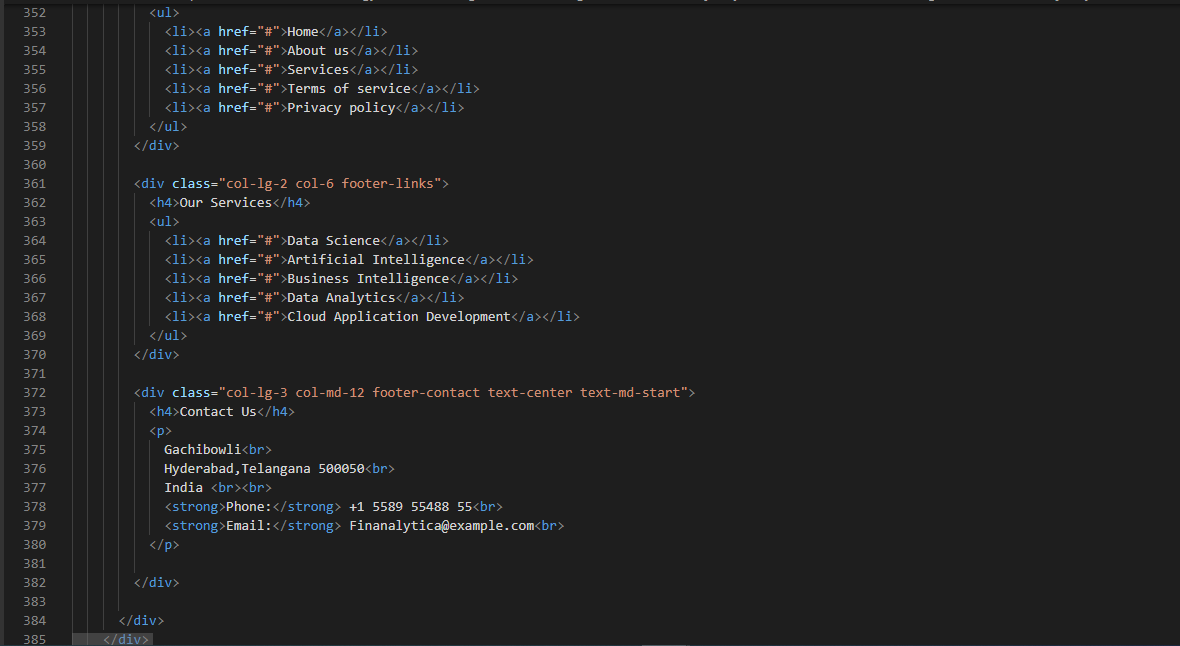 352 <ul>
353 <li><a href="#">Home</a></li>
354 <li><a href="#">About us</a></li>
355 <li><a href="#">Services</a></li>
356 <li><a href="#">Terms of service</a></li>
357 <li><a href="#">Privacy policy</a></li>
358 </ul>
359 </div>
360
361 <div class="col-lg-2 col-6 footer-links">
362 <h4>Our Services</h4>
363 <ul>
364 <li><a href="#">Data Science</a></li>
365 <li><a href="#">Artificial Intelligence</a></li>
366 <li><a href="#">Business Intelligence</a></li>
367 <li><a href="#">Data Analytics</a></li>
368 <li><a href="#">Cloud Application Development</a></li>
369 </ul>
370 </div>
371
372 <div class="col-lg-3 col-md-12 footer-contact text-center text-md-start">
373 <h4>Contact Us</h4>
374 <p>
375 Gachibowli<br>
376 Hyderabad,Telangana 500050<br>
377 India <br><br>
378 <strong>Phone:</strong> +1 5589 55488 55<br>
379 <strong>Email:</strong> Finanalytica@example.com<br>
380 </p>
381
382 </div>
383
384 </div>
385 </div>